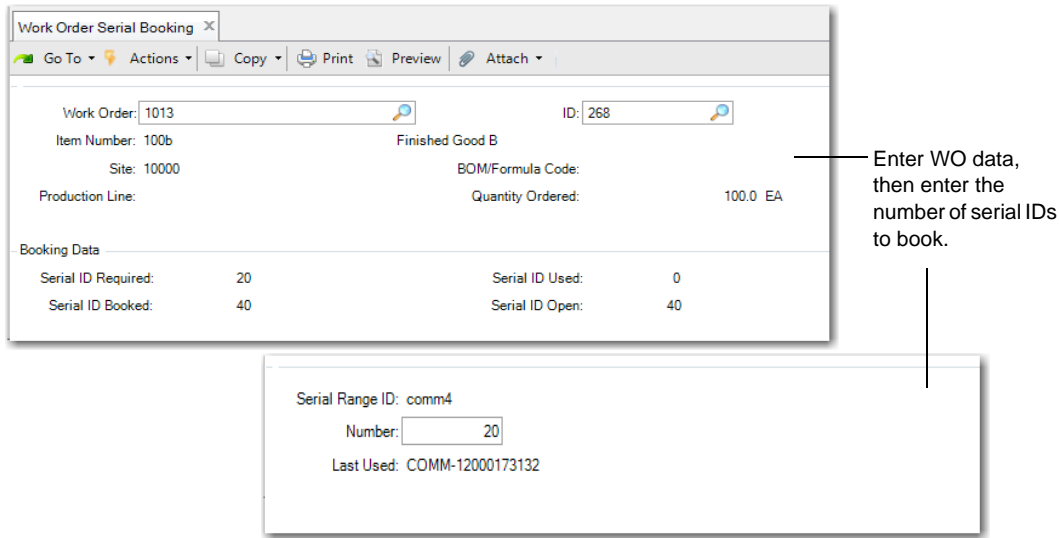 Work Order Serial Booking
Go To Actions Copy Print Preview Attach
Work Order: 1013 ID: 268
Item Number: 100b Finished Good B
Site: 10000 BOM/Formula Code:
Production Line: Quantity Ordered: 100.0 EA
Enter WO data,
then enter the
number of serial IDs
to book.
Booking Data
Serial ID Required: 20 Serial ID Used: 0
Serial ID Booked: 40 Serial ID Open: 40
Serial Range ID: comm4
Number: 20
Last Used: COMM-12000173132